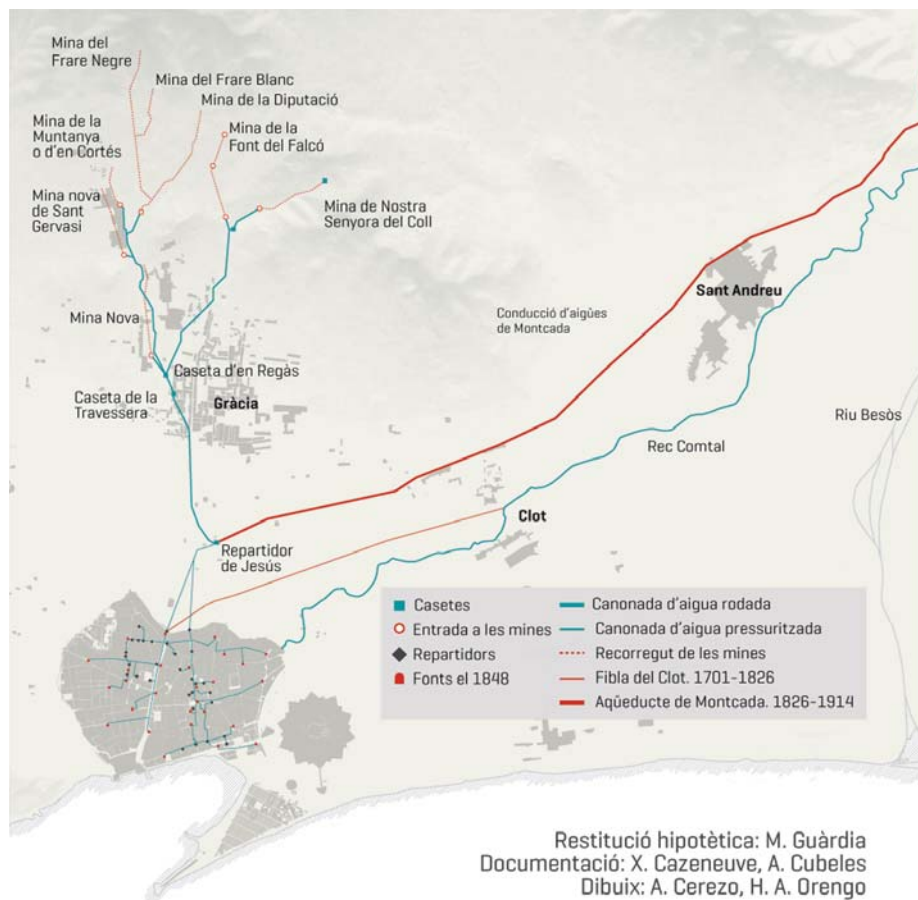 Mina del
Frare Negre
Mina del Frare Blanc
Mina de la Diputació
Mina de la
Muntanya
o d'en Cortés
Mina de la
Font del Falcó
Mina nova
de Sant
Gervasi
Mina de Nostra
Senyora del Coll
Sant Andreu
Conducció d'aigües
de Montcada
Mina Nova
Caseta d'en Regàs
Caseta de la
Travessera
Gràcia
Riu Besòs
Rec Comtal
Clot
Repartidor
de Jesús
Casetes
Entrada a les mines
Repartidors
Fonts el 1848
Canonada d'aigua rodada
Canonada d'aigua pressuritzada
Recorregut de les mines
Fibla del Clot. 1701-1826
Aqüeducte de Montcada. 1826-1914
Restitució hipotètica: M. Guàrdia
Documentació: X. Cazeneuve, A. Cubeles
Dibuix: A. Cerezo, H. A. Orengo